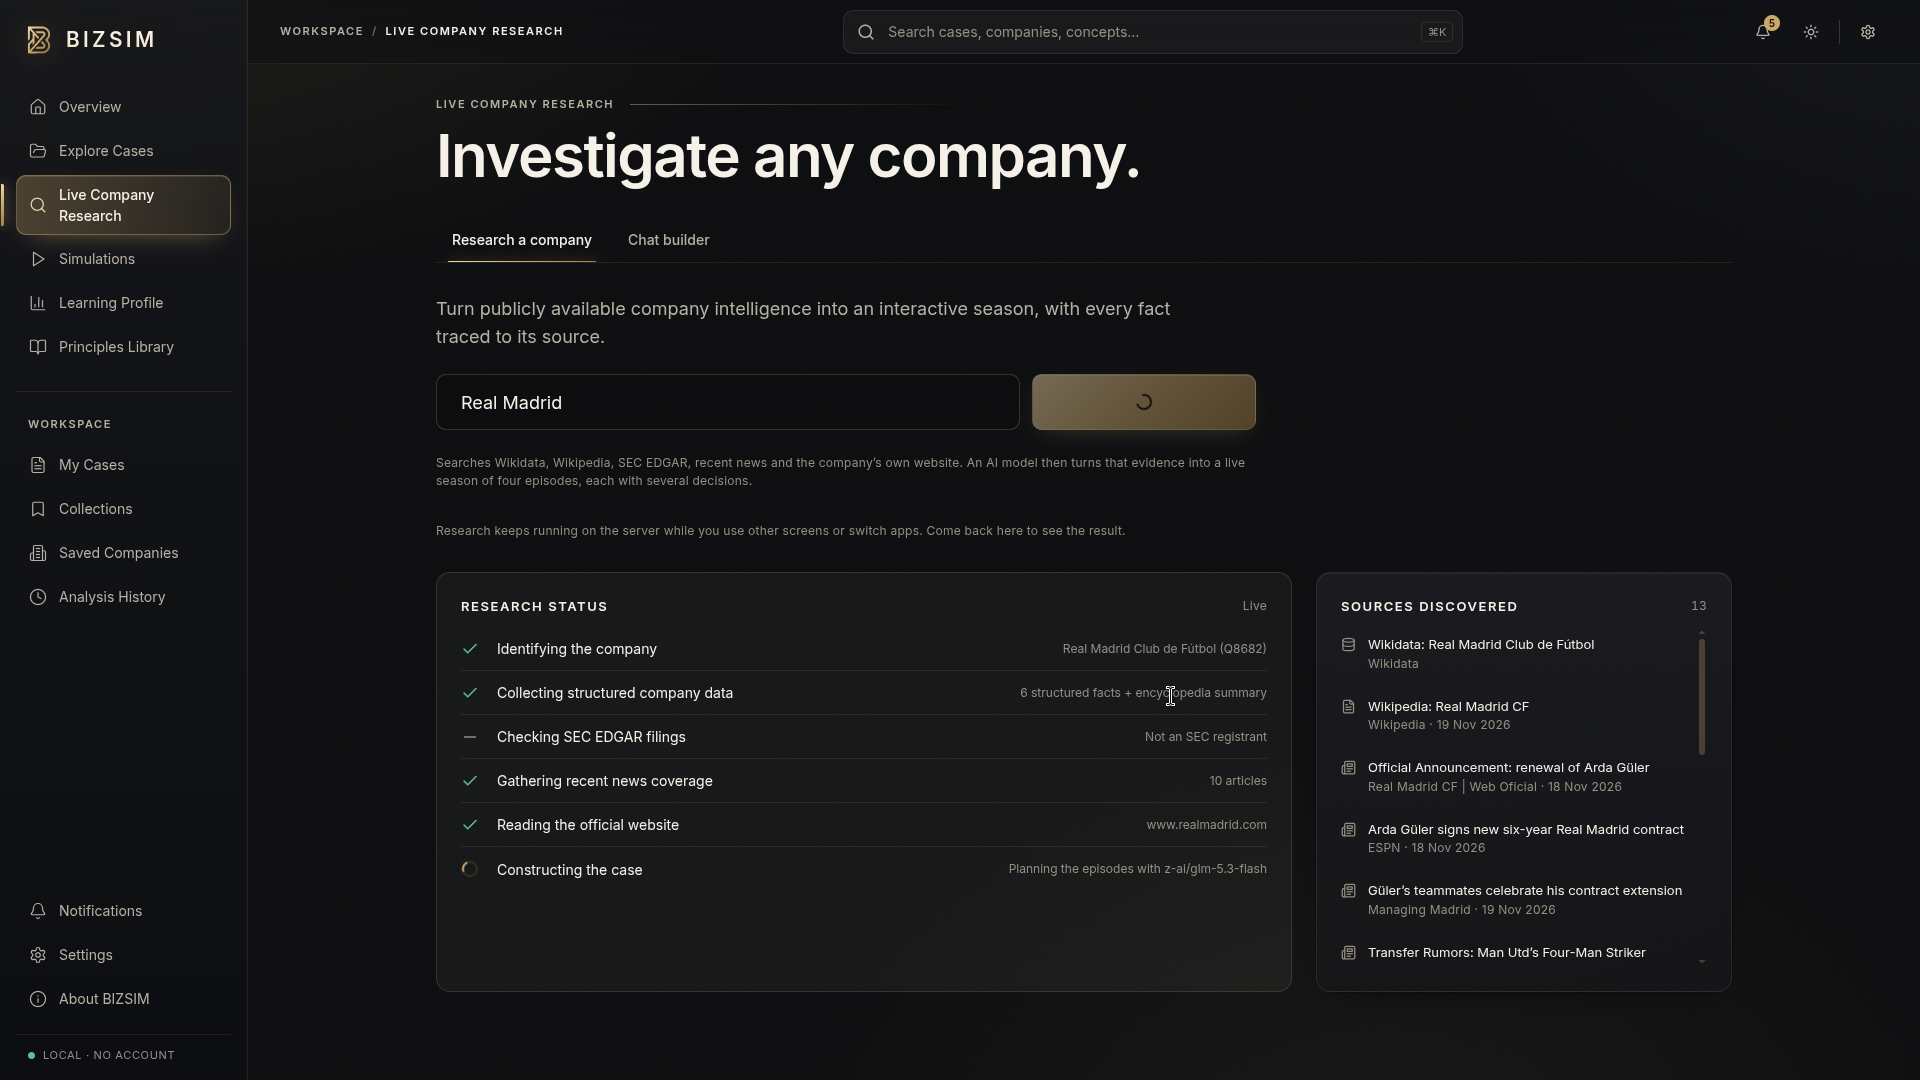 BIZSIM
WORKSPACE / LIVE COMPANY RESEARCH
Search cases, companies, concepts...
⌘K
5
Overview
Explore Cases
Live Company
Research
Simulations
Learning Profile
Principles Library
WORKSPACE
My Cases
Collections
Saved Companies
Analysis History
Notifications
Settings
About BIZSIM
LOCAL · NO ACCOUNT
LIVE COMPANY RESEARCH
Investigate any company.
Research a company
Chat builder
Turn publicly available company intelligence into an interactive season, with every fact
traced to its source.
Real Madrid
Searches Wikidata, Wikipedia, SEC EDGAR, recent news and the company's own website. An AI model then turns that evidence into a live
season of four episodes, each with several decisions.
Research keeps running on the server while you use other screens or switch apps. Come back here to see the result.
RESEARCH STATUS
Live
Identifying the company
Real Madrid Club de Fútbol (Q8682)
Collecting structured company data
6 structured facts + encyclopedia summary
Checking SEC EDGAR filings
Not an SEC registrant
Gathering recent news coverage
10 articles
Reading the official website
www.realmadrid.com
Constructing the case
Planning the episodes with z-ai/glm-5.3-flash
SOURCES DISCOVERED
13
Wikidata: Real Madrid Club de Fútbol
Wikidata
Wikipedia: Real Madrid CF
Wikipedia · 19 Nov 2026
Official Announcement: renewal of Arda Güler
Real Madrid CF | Web Oficial · 18 Nov 2026
Arda Güler signs new six-year Real Madrid contract
ESPN · 18 Nov 2026
Güler's teammates celebrate his contract extension
Managing Madrid · 19 Nov 2026
Transfer Rumors: Man Utd's Four-Man Striker